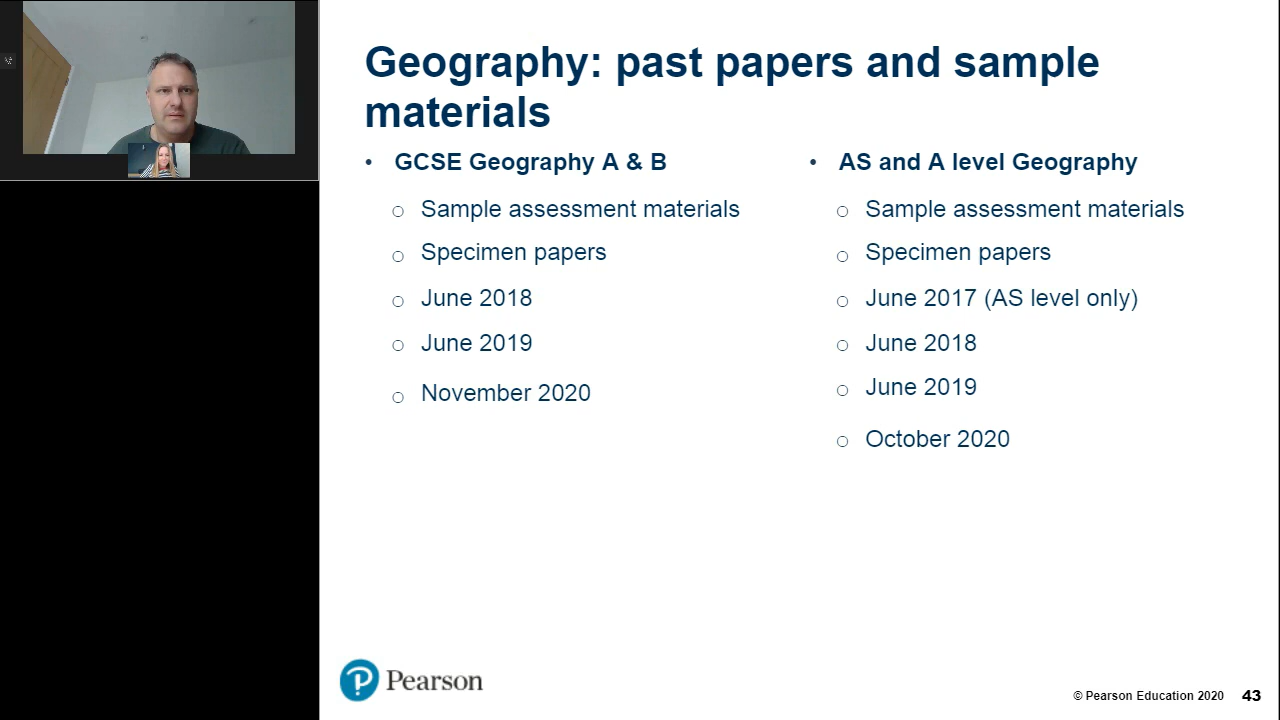 Geography: past papers and sample
materials
• GCSE Geography A & B
○ Sample assessment materials
○ Specimen papers
○ June 2018
○ June 2019
○ November 2020
• AS and A level Geography
○ Sample assessment materials
○ Specimen papers
○ June 2017 (AS level only)
○ June 2018
○ June 2019
○ October 2020
Pearson
© Pearson Education 2020 43